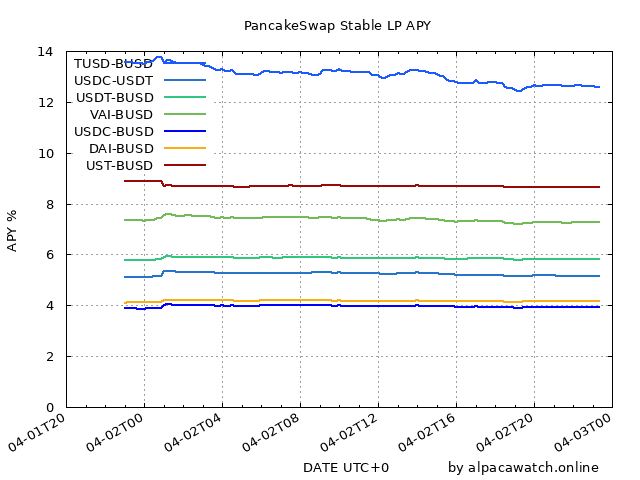 PancakeSwap Stable LP APY
14
12
10
8
6
4
2
0
APY %
TUSD-BUSD
USDC-USDT
USDT-BUSD
VAI-BUSD
USDC-BUSD
DAI-BUSD
UST-BUSD
04-01T20
04-02T00
04-02T04
04-02T08
04-02T12
04-02T16
04-02T20
04-03T00
DATE UTC+0
by alpacawatch.online